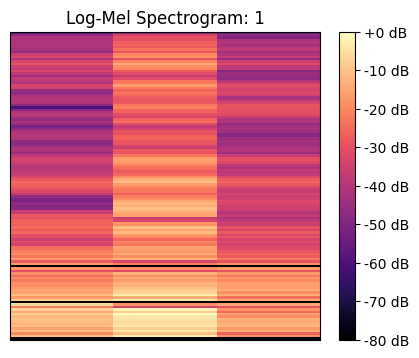 Log-Mel Spectrogram: 1
+0 dB
-10 dB
-20 dB
-30 dB
-40 dB
-50 dB
-60 dB
-70 dB
-80 dB